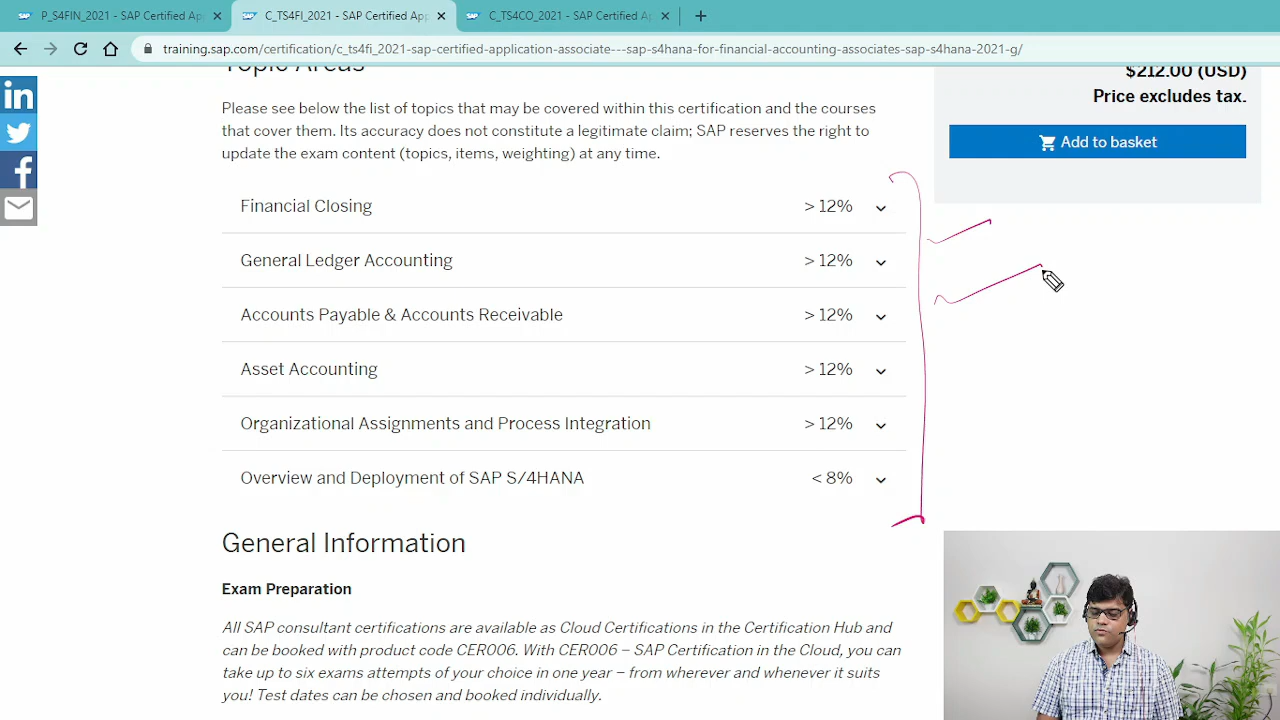 P_S4FIN_2021 - SAP Certified App
C_TS4FI_2021 - SAP Certified App
C_TS4CO_2021 - SAP Certified Ap
training.sap.com/certification/c_ts4fi_2021-sap-certified-application-associate---sap-s4hana-for-financial-accounting-associates-sap-s4hana-2021-g/
Topic Areas
$212.00 (USD)
Price excludes tax.
Add to basket
Please see below the list of topics that may be covered within this certification and the courses
that cover them. Its accuracy does not constitute a legitimate claim; SAP reserves the right to
update the exam content (topics, items, weighting) at any time.
Financial Closing > 12%
General Ledger Accounting > 12%
Accounts Payable & Accounts Receivable > 12%
Asset Accounting > 12%
Organizational Assignments and Process Integration > 12%
Overview and Deployment of SAP S/4HANA < 8%
General Information
Exam Preparation
All SAP consultant certifications are available as Cloud Certifications in the Certification Hub and
can be booked with product code CER006. With CER006 – SAP Certification in the Cloud, you can
take up to six exams attempts of your choice in one year – from wherever and whenever it suits
you! Test dates can be chosen and booked individually.